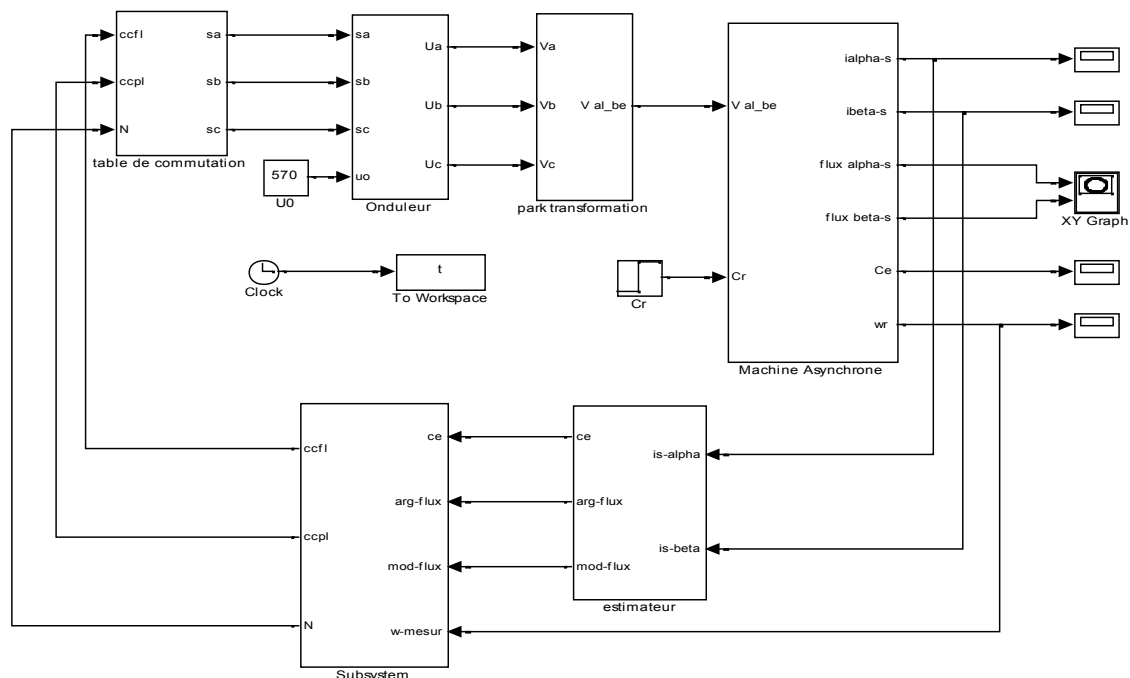 ccfl
ccpl
N
sa
sb
sc
table de commutation
sa
sb
sc
uo
Ua
Ub
Uc
Onduleur
570
U0
Va
Vb
Vc
V al_be
park transformation
V al_be
Cr
ialpha-s
ibeta-s
flux alpha-s
flux beta-s
Ce
wr
Machine Asynchrone
XY Graph
Clock
t
To Workspace
Cr
ccfl
ccpl
N
ce
arg-flux
mod-flux
w-mesur
Subsystem
ce
arg-flux
mod-flux
is-alpha
is-beta
estimateur